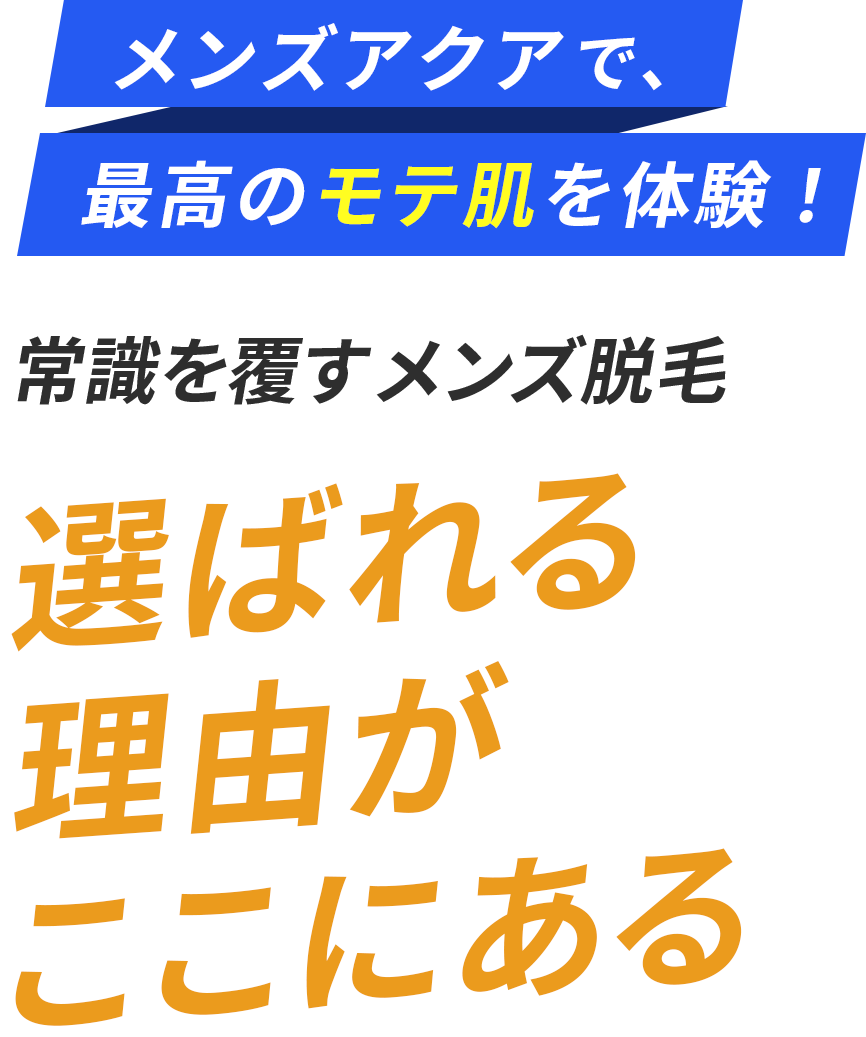 メンズアクアで、
最高のモテ肌を体験！
常識を覆すメンズ脱毛
選ばれる
理由が
ここにある